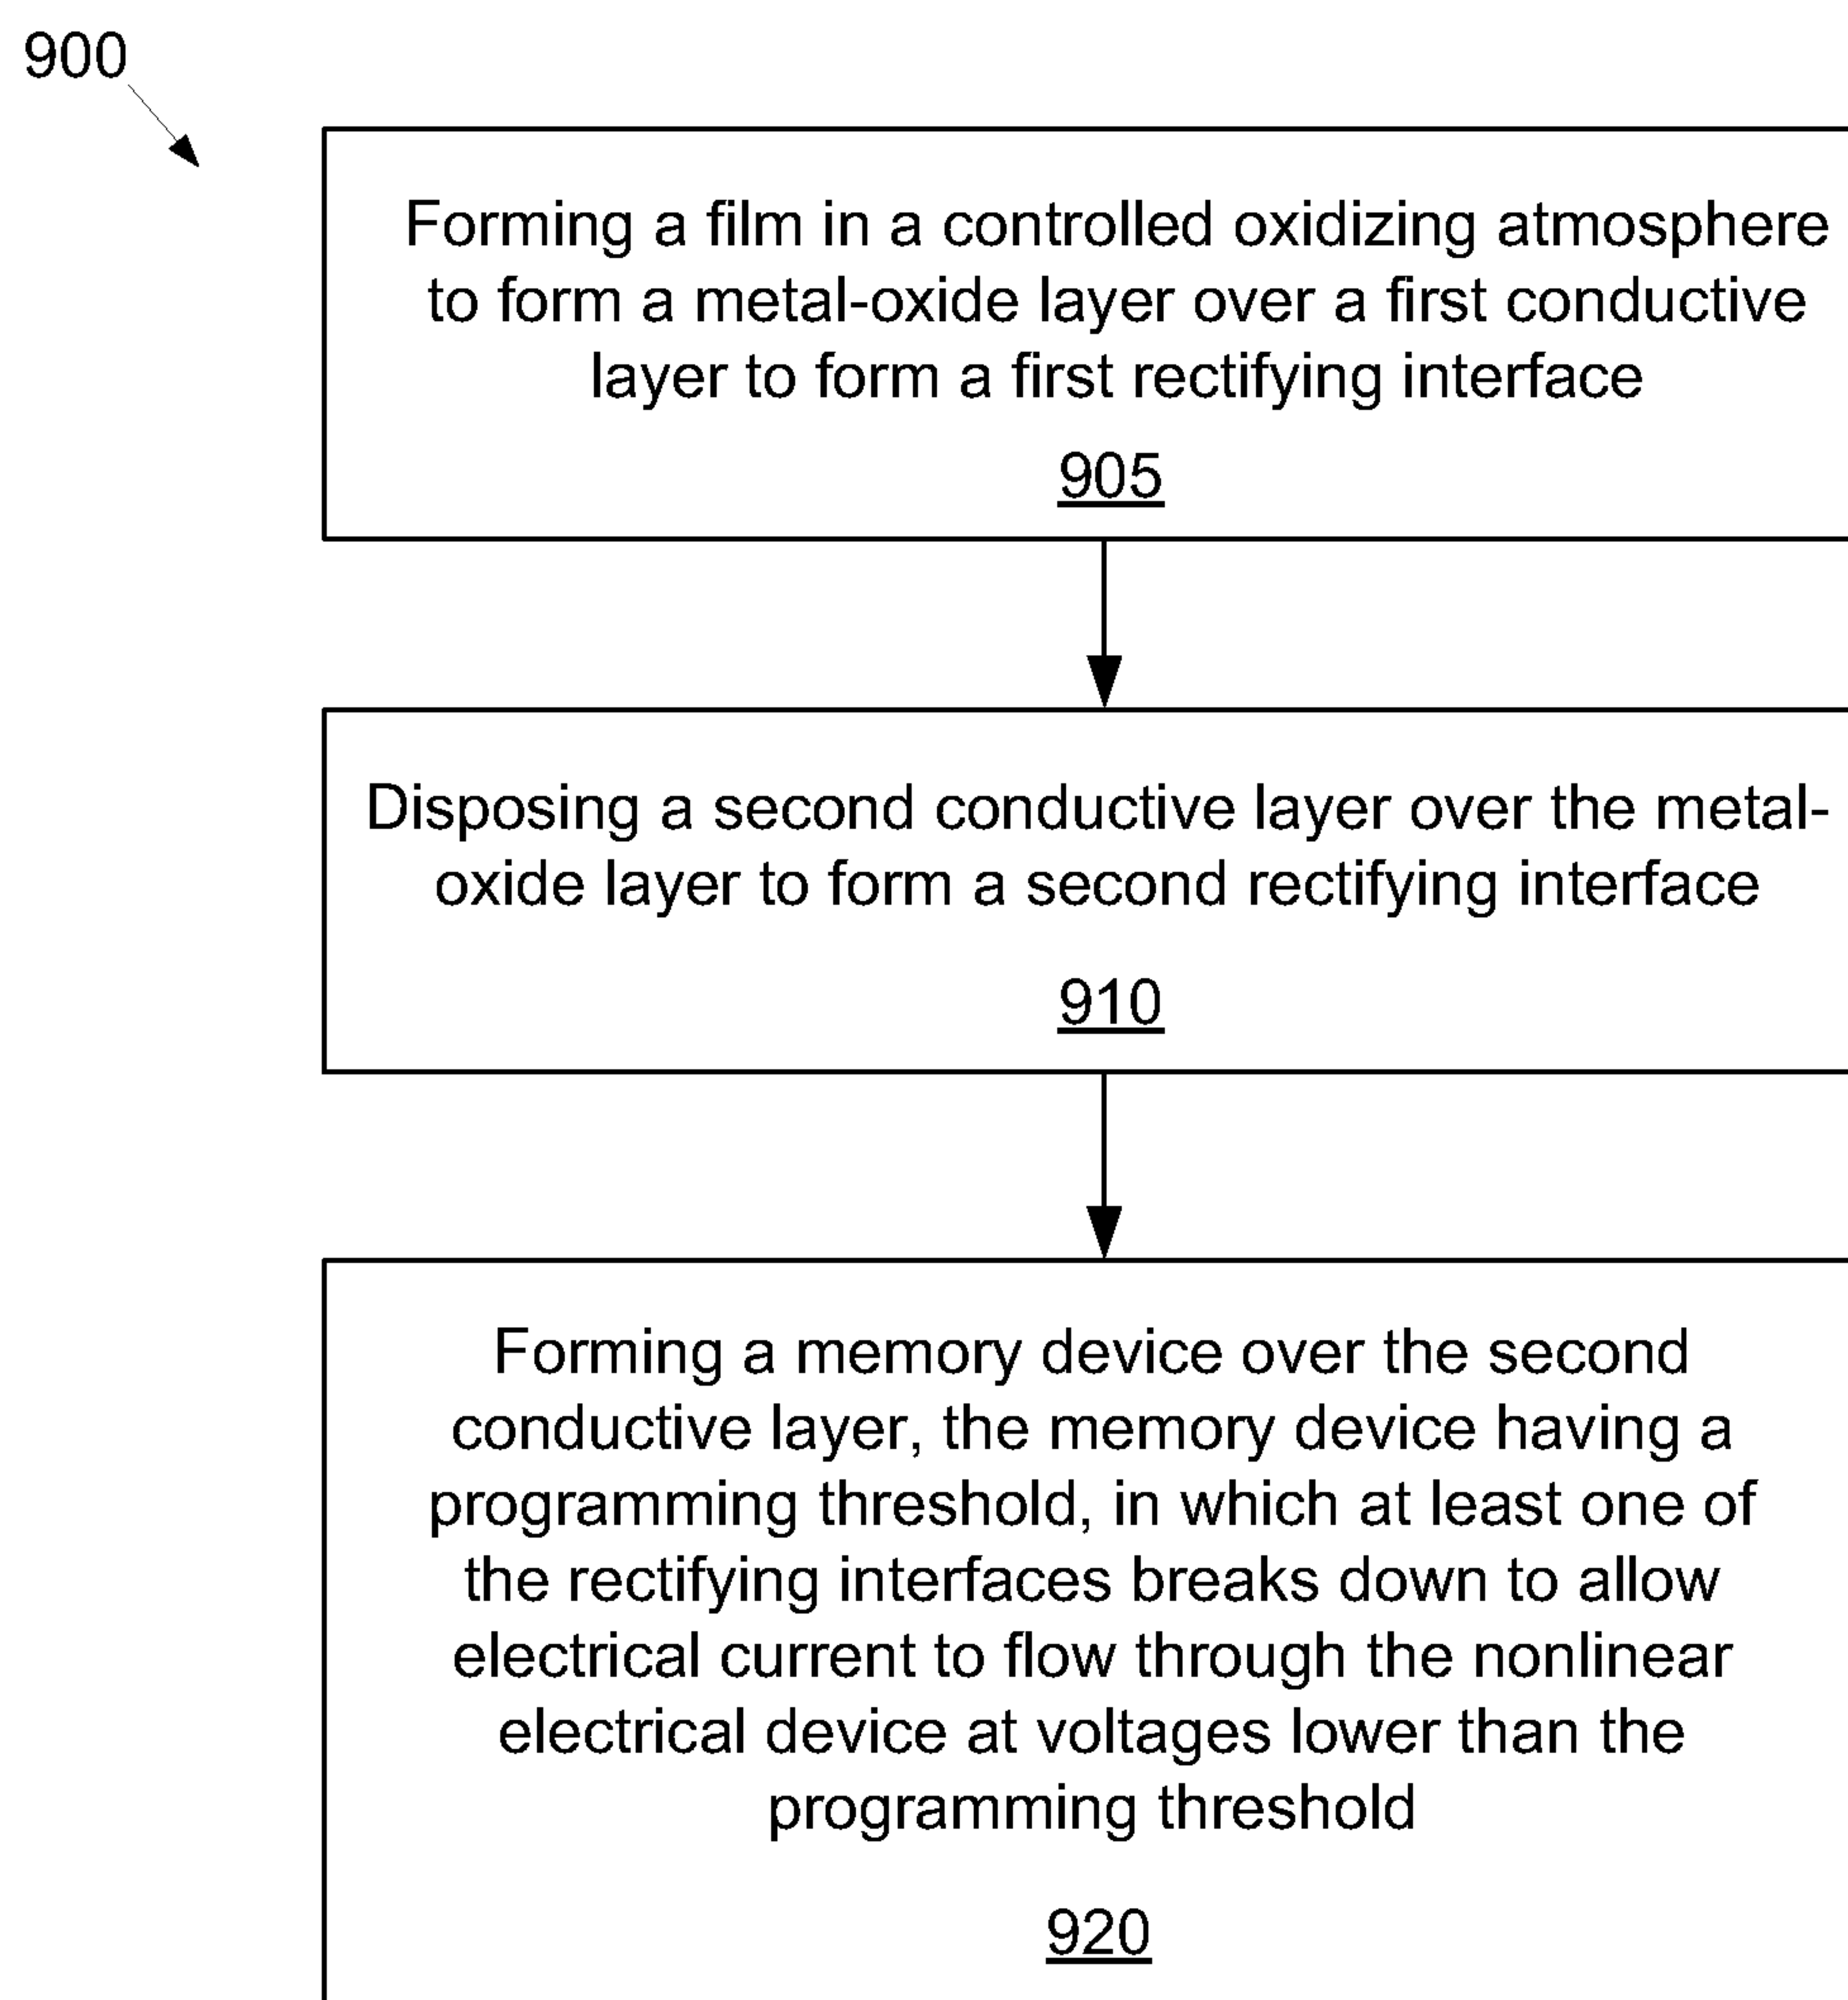 900
Forming a film in a controlled oxidizing atmosphere
to form a metal-oxide layer over a first conductive
layer to form a first rectifying interface
905
Disposing a second conductive layer over the metal-
oxide layer to form a second rectifying interface
910
Forming a memory device over the second
conductive layer, the memory device having a
programming threshold, in which at least one of
the rectifying interfaces breaks down to allow
electrical current to flow through the nonlinear
electrical device at voltages lower than the
programming threshold
920